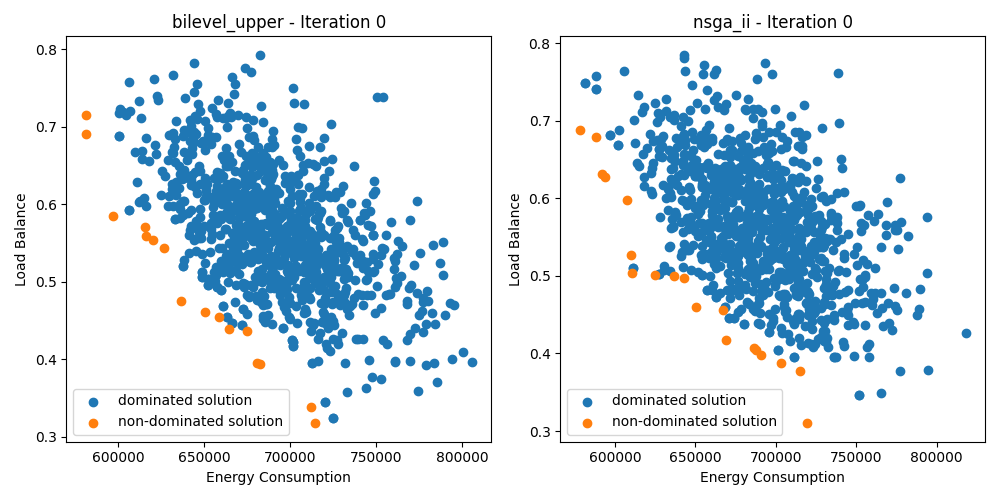 bilevel_upper - Iteration 0
0.8
0.7
0.6
0.5
0.4
0.3
Load Balance
dominated solution
non-dominated solution
600000 650000 700000 750000 800000
Energy Consumption
nsga_ii - Iteration 0
0.8
0.7
0.6
0.5
0.4
0.3
Load Balance
dominated solution
non-dominated solution
600000 650000 700000 750000 800000
Energy Consumption